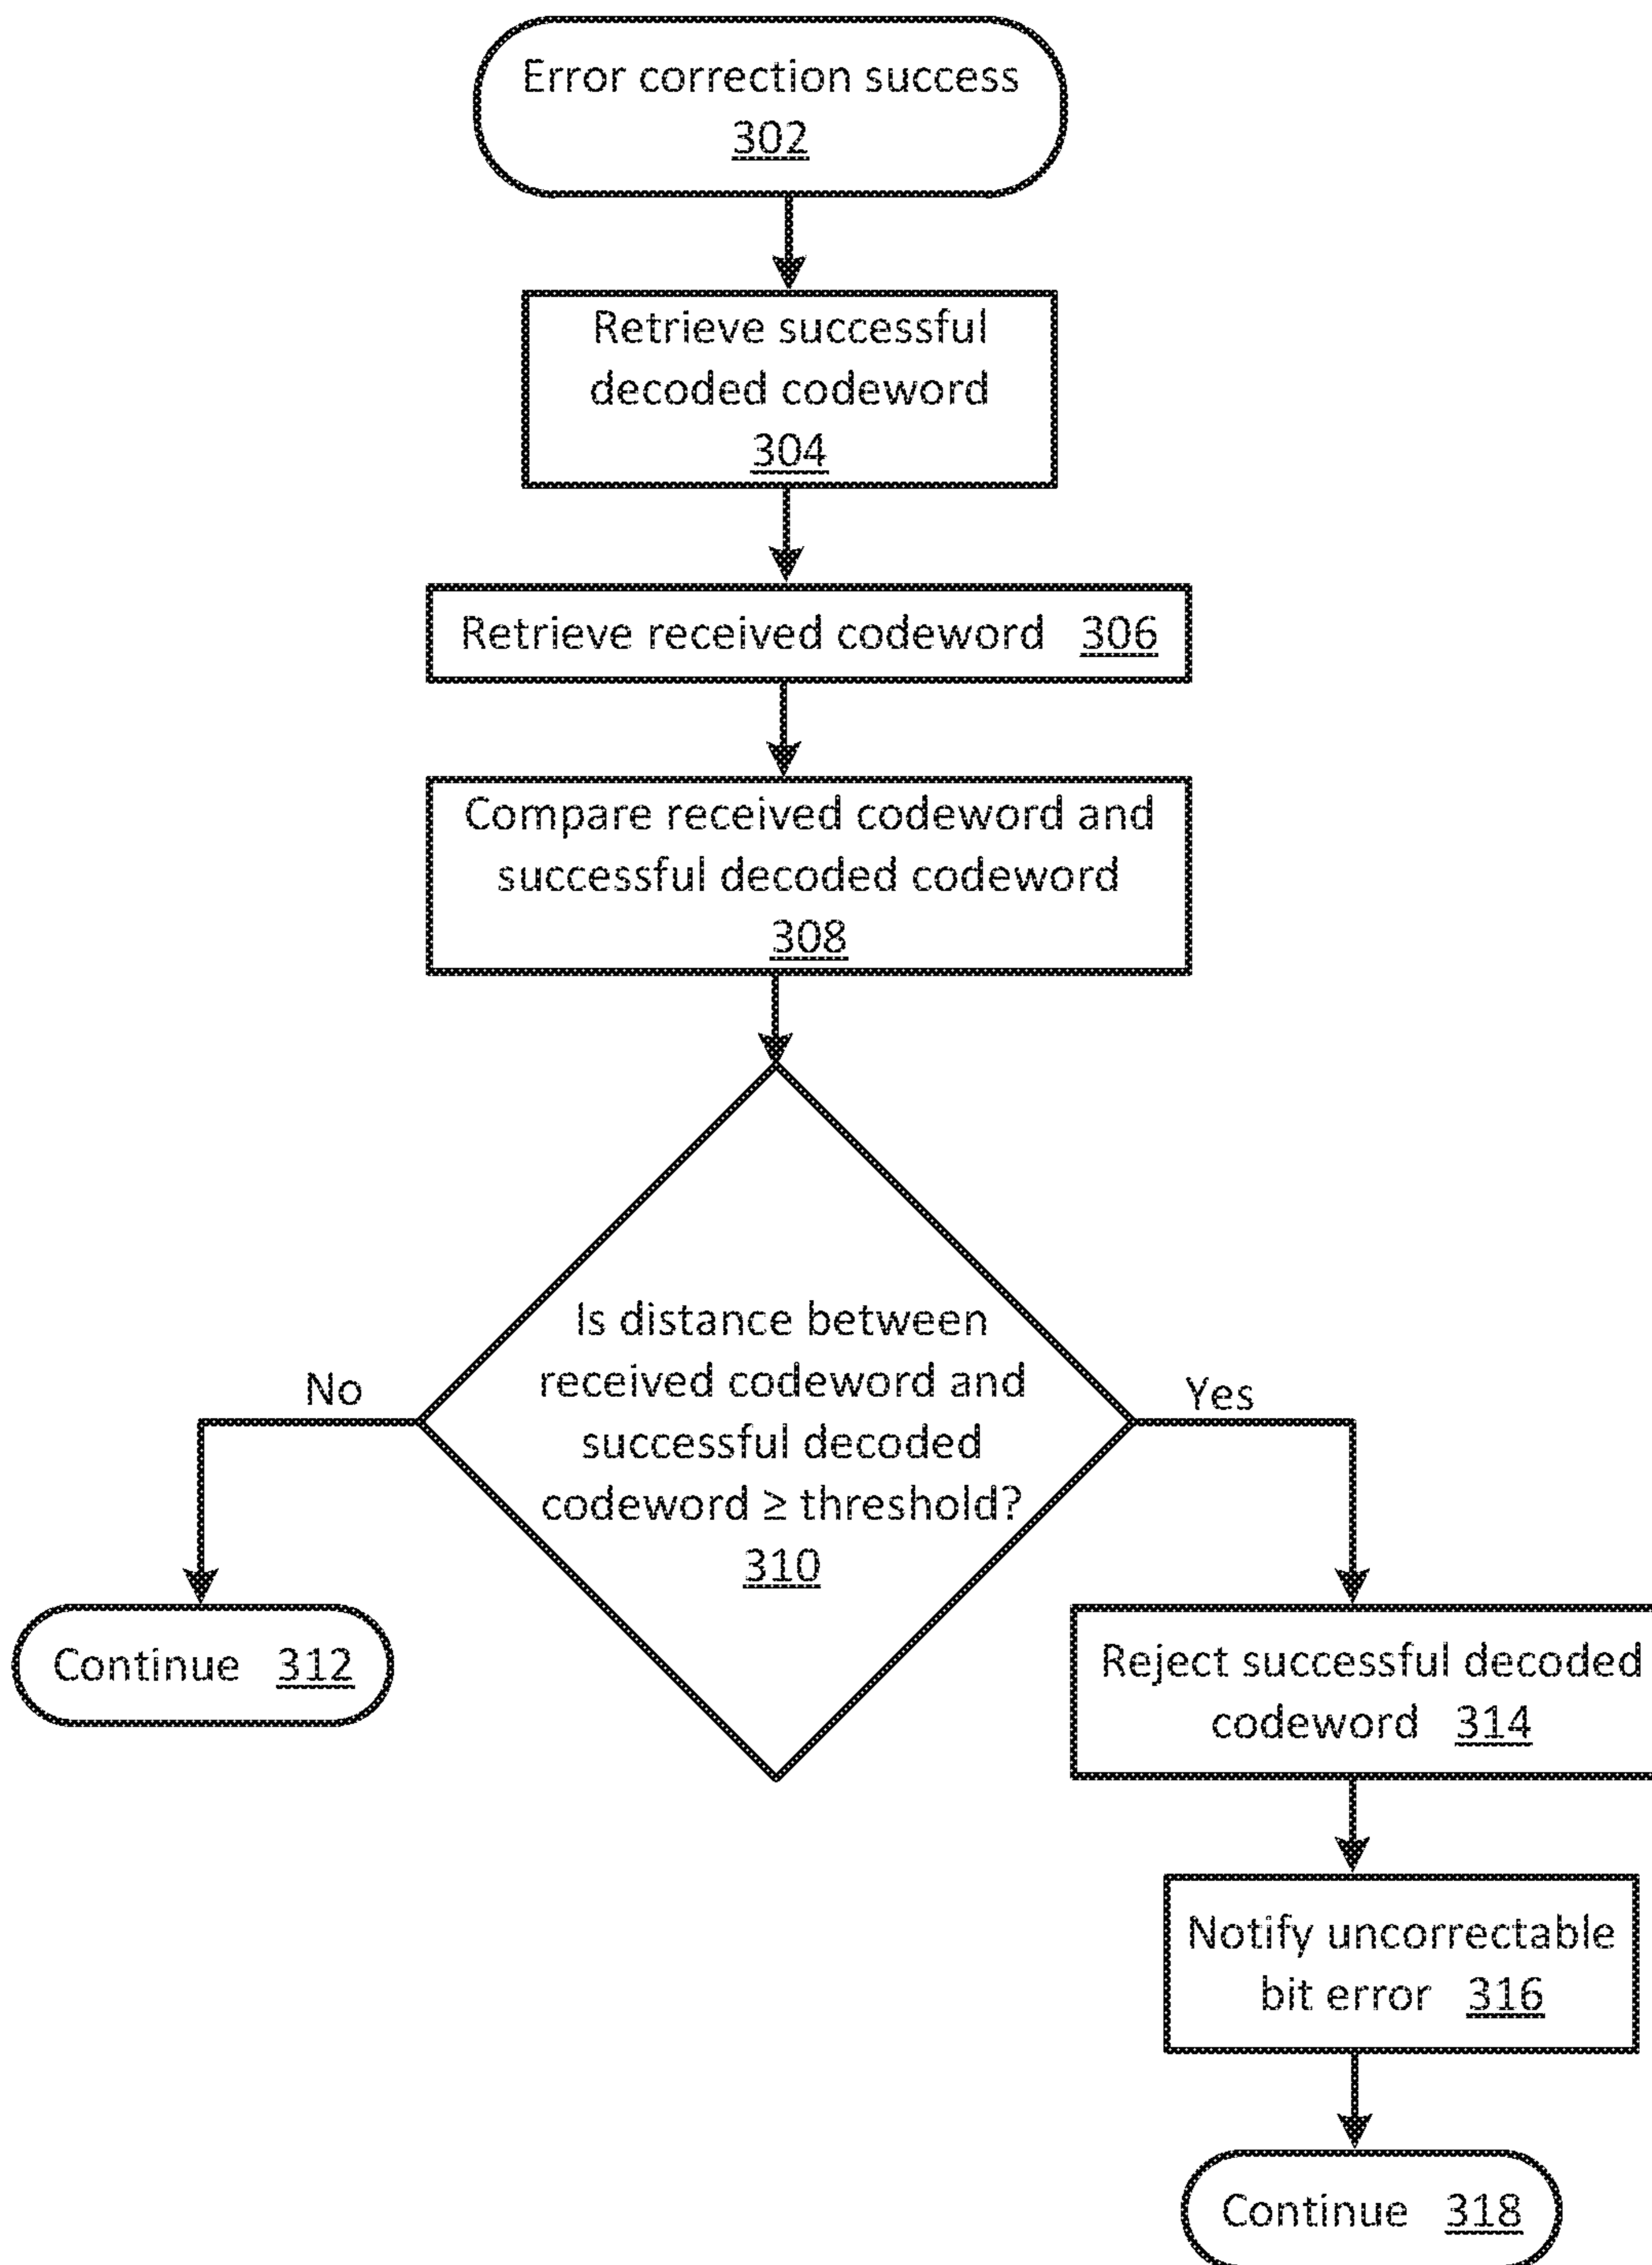 Error correction success
302
Retrieve successful
decoded codeword
304
Retrieve received codeword 306
Compare received codeword and
successful decoded codeword
308
Is distance between
received codeword and
successful decoded
codeword ≥ threshold?
310
No
Yes
Continue 312
Reject successful decoded
codeword 314
Notify uncorrectable
bit error 316
Continue 318